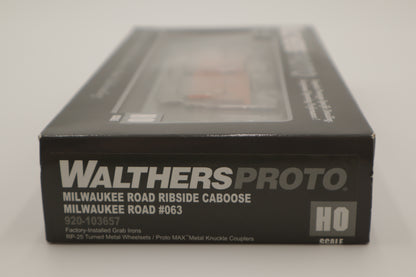 WALTHERSPROTO®
MILWAUKEE ROAD RIBSIDE CABOOSE
MILWAUKEE ROAD #063
920-103657
Factory-Installed Grab Irons
RP-25 Turned Metal Wheelsets / Proto MAX™ Metal Knuckle Couplers
HO
SCALE